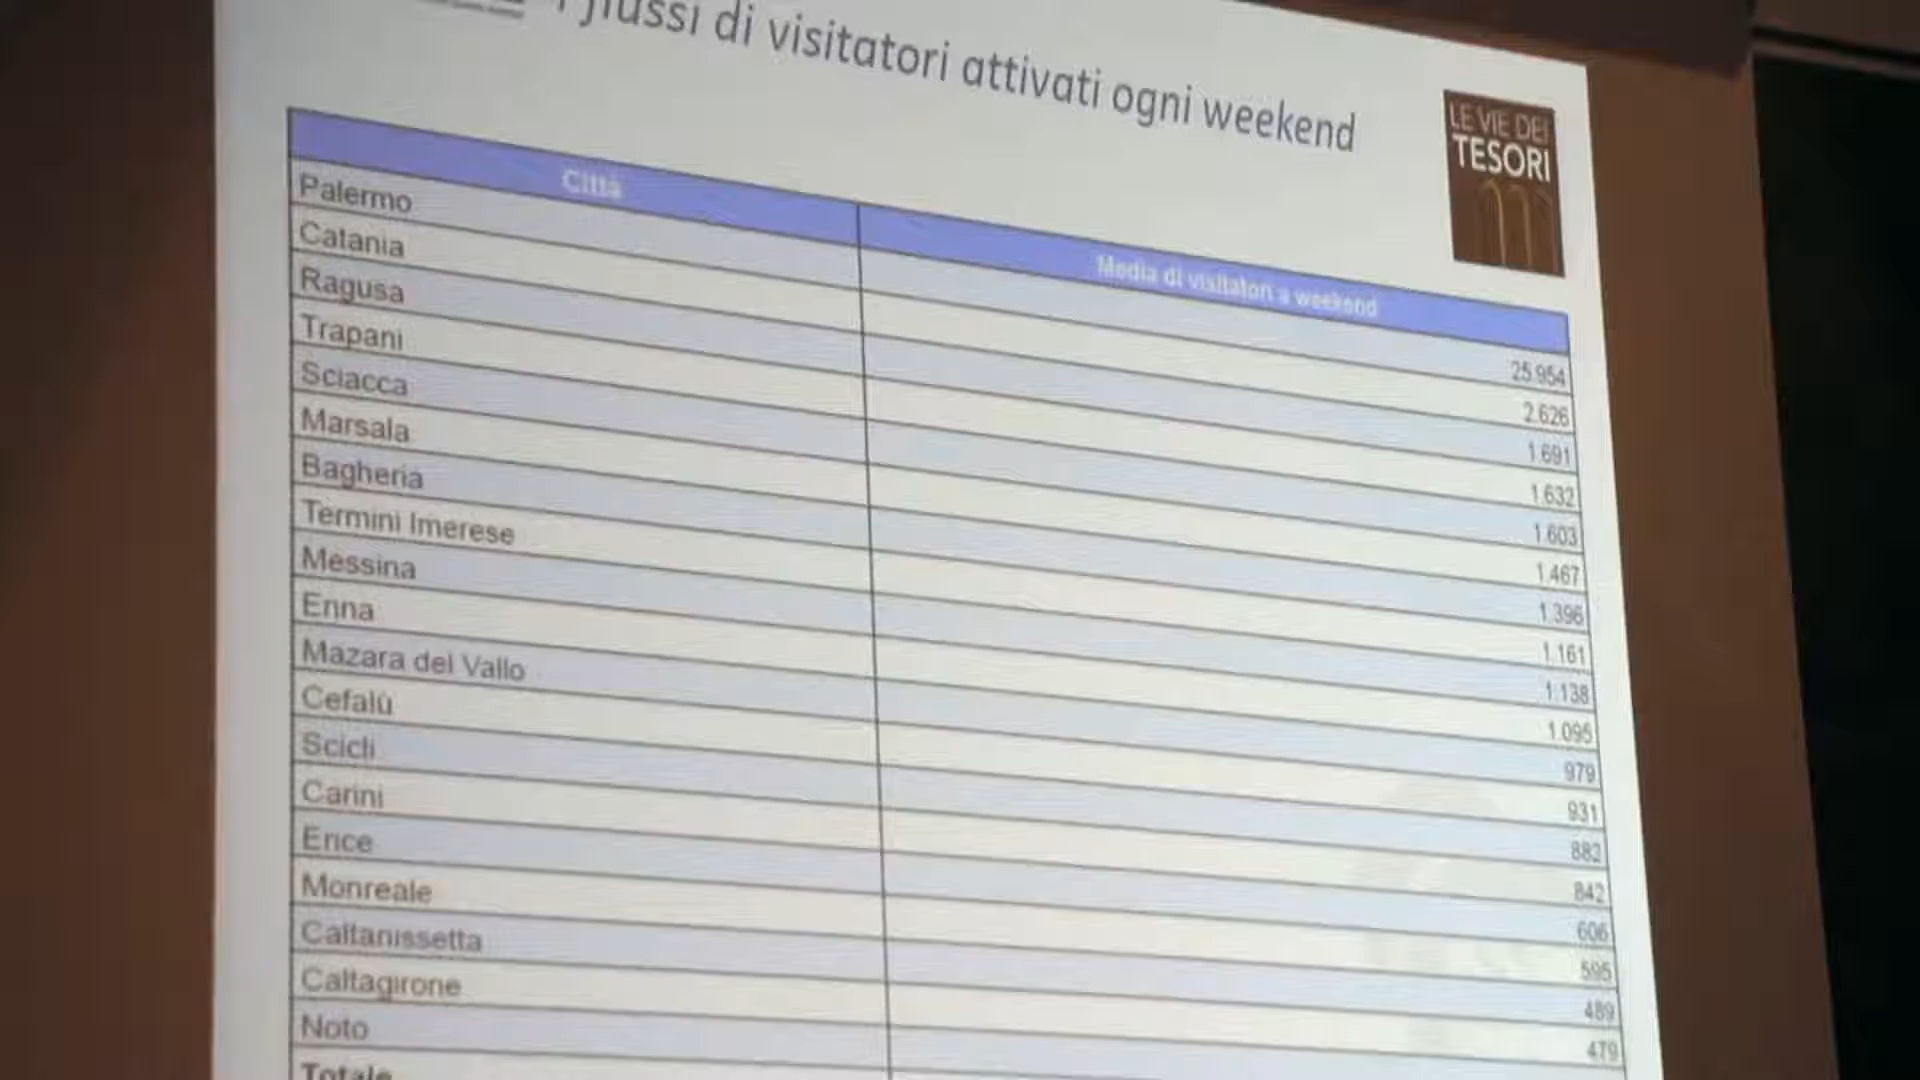 flussi di visitatori attivati ogni weekend
LE VIE DEI
TESORI
Città Media di visitatori a weekend
Palermo 25.954
Catania 2.626
Ragusa 1.691
Trapani 1.632
Sciacca 1.603
Marsala 1.467
Bagheria 1.396
Termini Imerese 1.161
Messina 1.138
Enna 1.095
Mazara del Vallo 979
Cefalù 931
Scicli 882
Carini 842
Erice 606
Monreale 595
Caltanissetta 489
Caltagirone 479
Noto
Totale